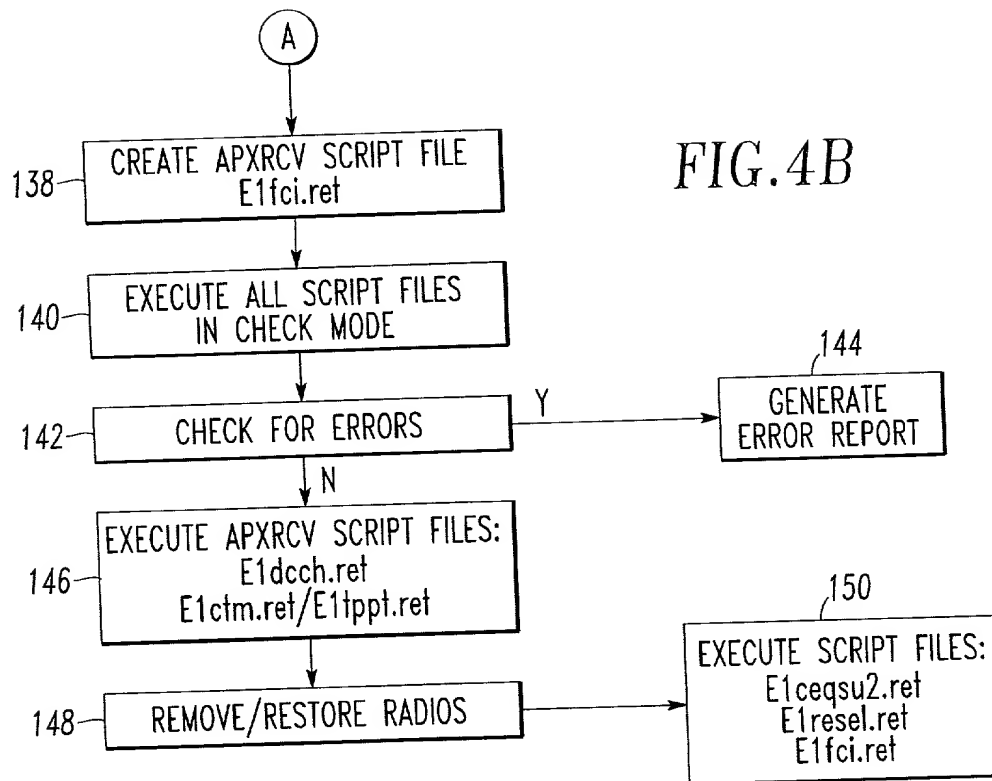 A
FIG.4B
138
CREATE APXRCV SCRIPT FILE
E1fci.ret
140
EXECUTE ALL SCRIPT FILES
IN CHECK MODE
142
CHECK FOR ERRORS
Y
144
GENERATE
ERROR REPORT
N
146
EXECUTE APXRCV SCRIPT FILES:
E1dcch.ret
E1ctm.ret/E1tppt.ret
148
REMOVE/RESTORE RADIOS
150
EXECUTE SCRIPT FILES:
E1ceqsu2.ret
E1resel.ret
E1fci.ret